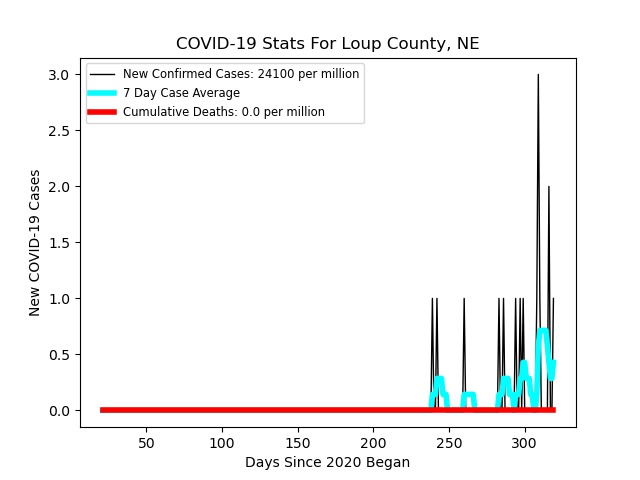 COVID-19 Stats For Loup County, NE
New Confirmed Cases: 24100 per million
7 Day Case Average
Cumulative Deaths: 0.0 per million
3.0
2.5
2.0
1.5
1.0
0.5
0.0
New COVID-19 Cases
50 100 150 200 250 300
Days Since 2020 Began